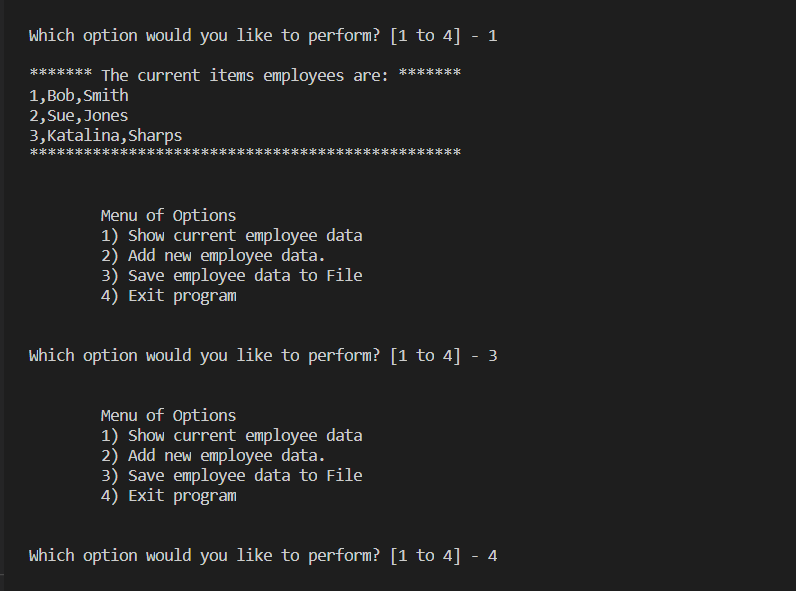 Which option would you like to perform? [1 to 4] - 1
******* The current items employees are: *******
1,Bob,Smith
2,Sue,Jones
3,Katalina,Sharps
************************************************
Menu of Options
1) Show current employee data
2) Add new employee data.
3) Save employee data to File
4) Exit program
Which option would you like to perform? [1 to 4] - 3
Menu of Options
1) Show current employee data
2) Add new employee data.
3) Save employee data to File
4) Exit program
Which option would you like to perform? [1 to 4] - 4